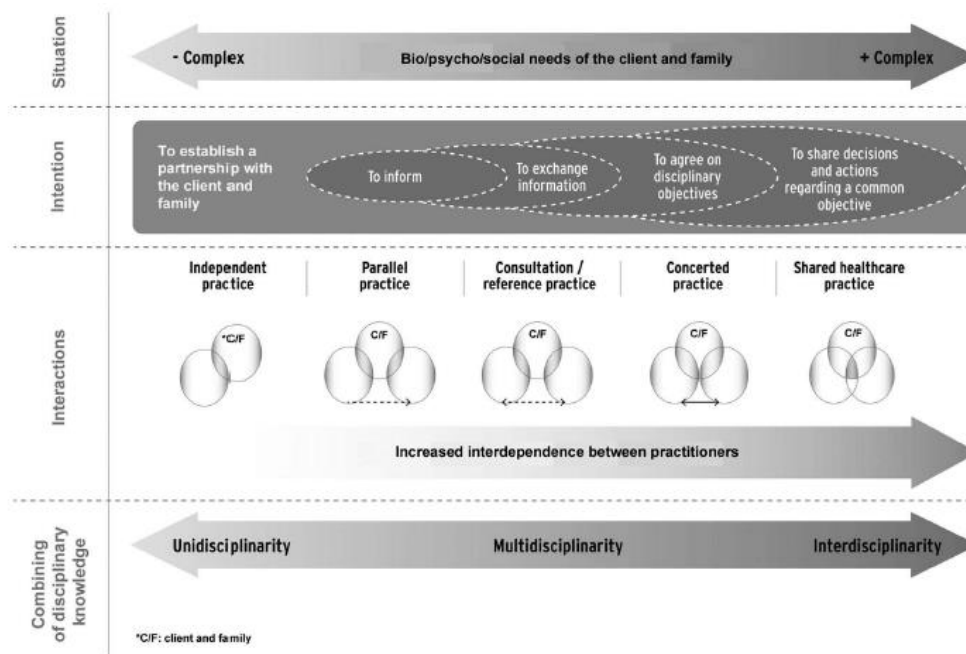 Situation
- Complex
Bio/psycho/social needs of the client and family
+ Complex
Intention
To establish a
partnership with
the client and
family
To inform
To exchange
information
To agree on
disciplinary
objectives
To share decisions
and actions
regarding a common
objective
Interactions
Independent
practice
Parallel
practice
Consultation /
reference practice
Concerted
practice
Shared healthcare
practice
*C/F
C/F
C/F
C/F
C/F
Increased interdependence between practitioners
Combining
of disciplinary
knowledge
Unidisciplinarity
Multidisciplinarity
Interdisciplinarity
*C/F: client and family